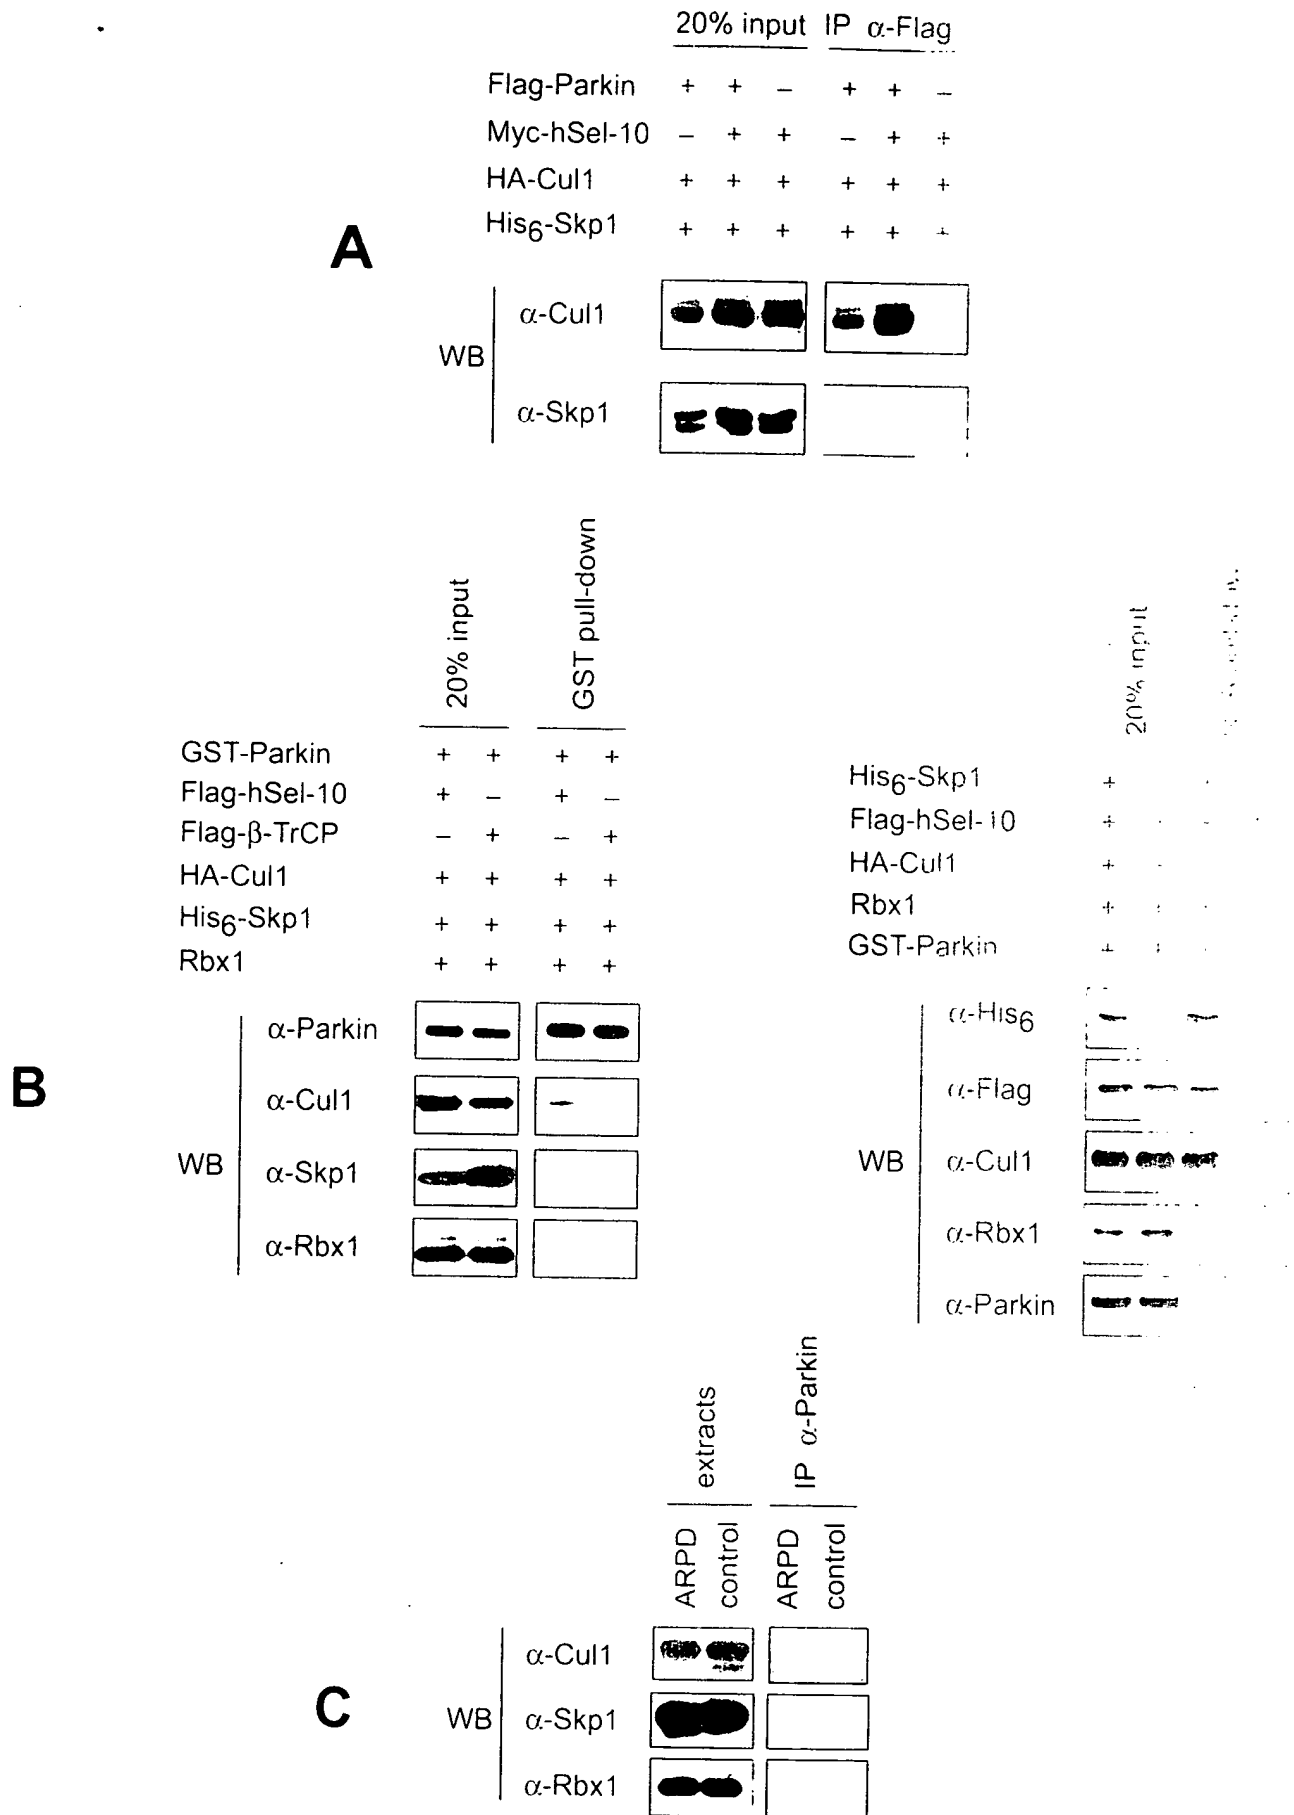 20% input IP α-Flag
Flag-Parkin + + – + + –
Myc-hSel-10 – + + – + +
HA-Cul1 + + + + + +
His6-Skp1 + + + + + +
A
WB
α-Cul1
α-Skp1
20% input GST pull-down
GST-Parkin + + + +
Flag-hSel-10 + – + –
Flag-β-TrCP – + – +
HA-Cul1 + + + +
His6-Skp1 + + + +
Rbx1 + + + +
B
WB
α-Parkin
α-Cul1
α-Skp1
α-Rbx1
20% input
His6-Skp1 +
Flag-hSel-10 +
HA-Cul1 +
Rbx1 +
GST-Parkin +
WB
α-His6
α-Flag
α-Cul1
α-Rbx1
α-Parkin
extracts IP α-Parkin
ARPD control ARPD control
C
WB
α-Cul1
α-Skp1
α-Rbx1